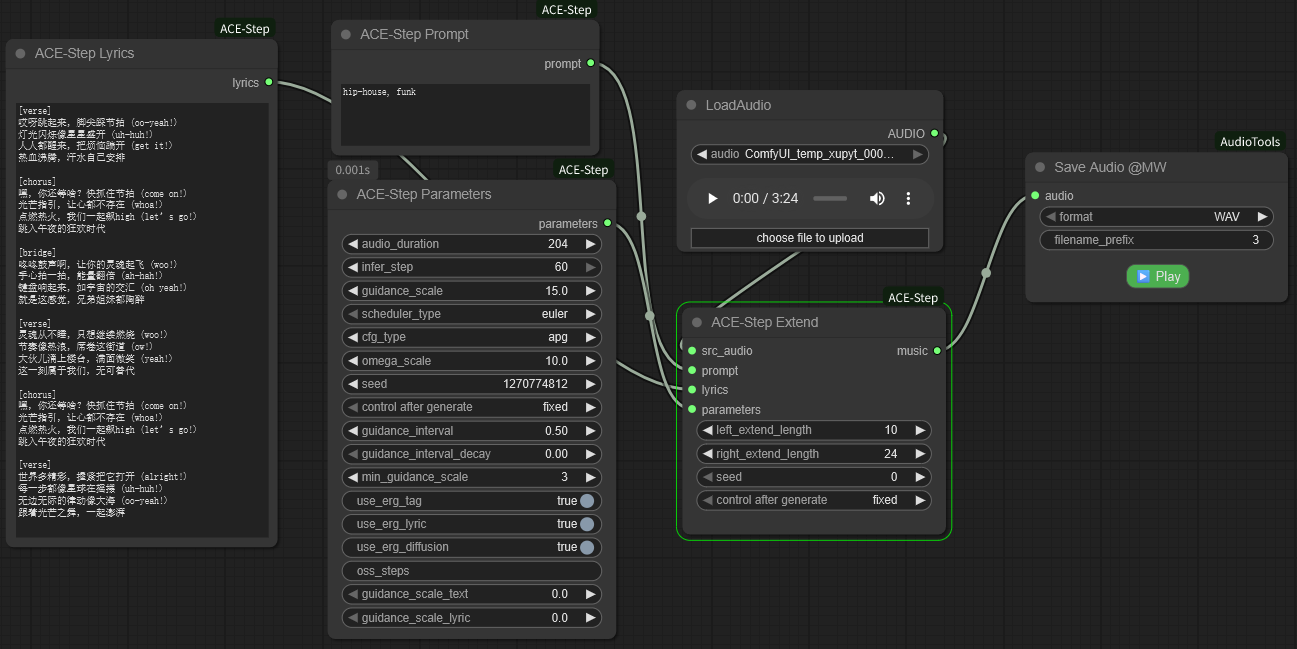 ACE-Step
ACE-Step Lyrics
lyrics
[verse]
哎呀跳起来，脚尖踩节拍 (oo-yeah!)
灯光闪烁像星星盛开 (uh-huh!)
人人都醒来，把烦恼踢开 (get it!)
热血沸腾，汗水自己安排
[chorus]
嘿，你还等啥？快抓住节拍 (come on!)
光芒指引，让心都不存在 (whoa!)
点燃热火，我们一起飙high (let’s go!)
跳入午夜的狂欢时代
[bridge]
咚咚鼓声啊，让你的灵魂起飞 (woo!)
手心拍一拍，能量翻倍 (ah-hah!)
键盘响起来，如宇宙的交汇 (oh yeah!)
就是这感觉，兄弟姐妹都陶醉
[verse]
灵魂从不睡，只想继续燃烧 (woo!)
节奏像热浪，席卷这街道 (ow!)
大伙儿涌上楼台，满面微笑 (yeah!)
这一刻属于我们，无可替代
[chorus]
嘿，你还等啥？快抓住节拍 (come on!)
光芒指引，让心都不存在 (whoa!)
点燃热火，我们一起飙high (let’s go!)
跳入午夜的狂欢时代
[verse]
世界多精彩，握紧把它打开 (alright!)
每一步都像星球在摇摆 (uh-huh!)
无边无际的律动像大海 (oo-yeah!)
跟着光芒之舞，一起澎湃
ACE-Step
ACE-Step Prompt
prompt
hip-house, funk
0.001s
ACE-Step
ACE-Step Parameters
parameters
audio_duration 204
infer_step 60
guidance_scale 15.0
scheduler_type euler
cfg_type apg
omega_scale 10.0
seed 1270774812
control after generate fixed
guidance_interval 0.50
guidance_interval_decay 0.00
min_guidance_scale 3
use_erg_tag true
use_erg_lyric true
use_erg_diffusion true
oss_steps
guidance_scale_text 0.0
guidance_scale_lyric 0.0
LoadAudio
AUDIO
audio ComfyUI_temp_xupyt_000...
0:00 / 3:24
choose file to upload
ACE-Step
ACE-Step Extend
src_audio music
prompt
lyrics
parameters
left_extend_length 10
right_extend_length 24
seed 0
control after generate fixed
AudioTools
Save Audio @MW
audio
format WAV
filename_prefix 3
Play